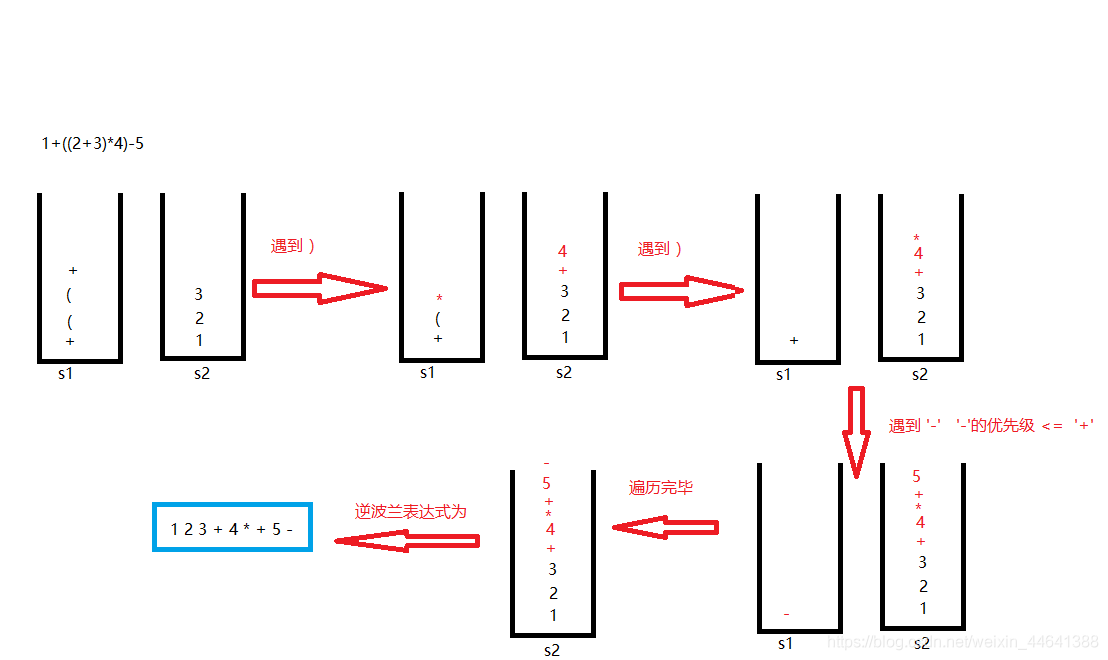 1+((2+3)*4)-5
+
(
(
+
s1
3
2
1
s2
遇到 )
*
(
+
s1
4
+
3
2
1
s2
遇到 )
+
s1
*
4
+
3
2
1
s2
遇到 '-' '-'的优先级 <= '+'
-
s1
5
+
*
4
+
3
2
1
s2
遍历完毕
-
5
+
*
4
+
3
2
1
s2
逆波兰表达式为
1 2 3 + 4 * + 5 -
https://blog.csdn.net/weixin_44641388